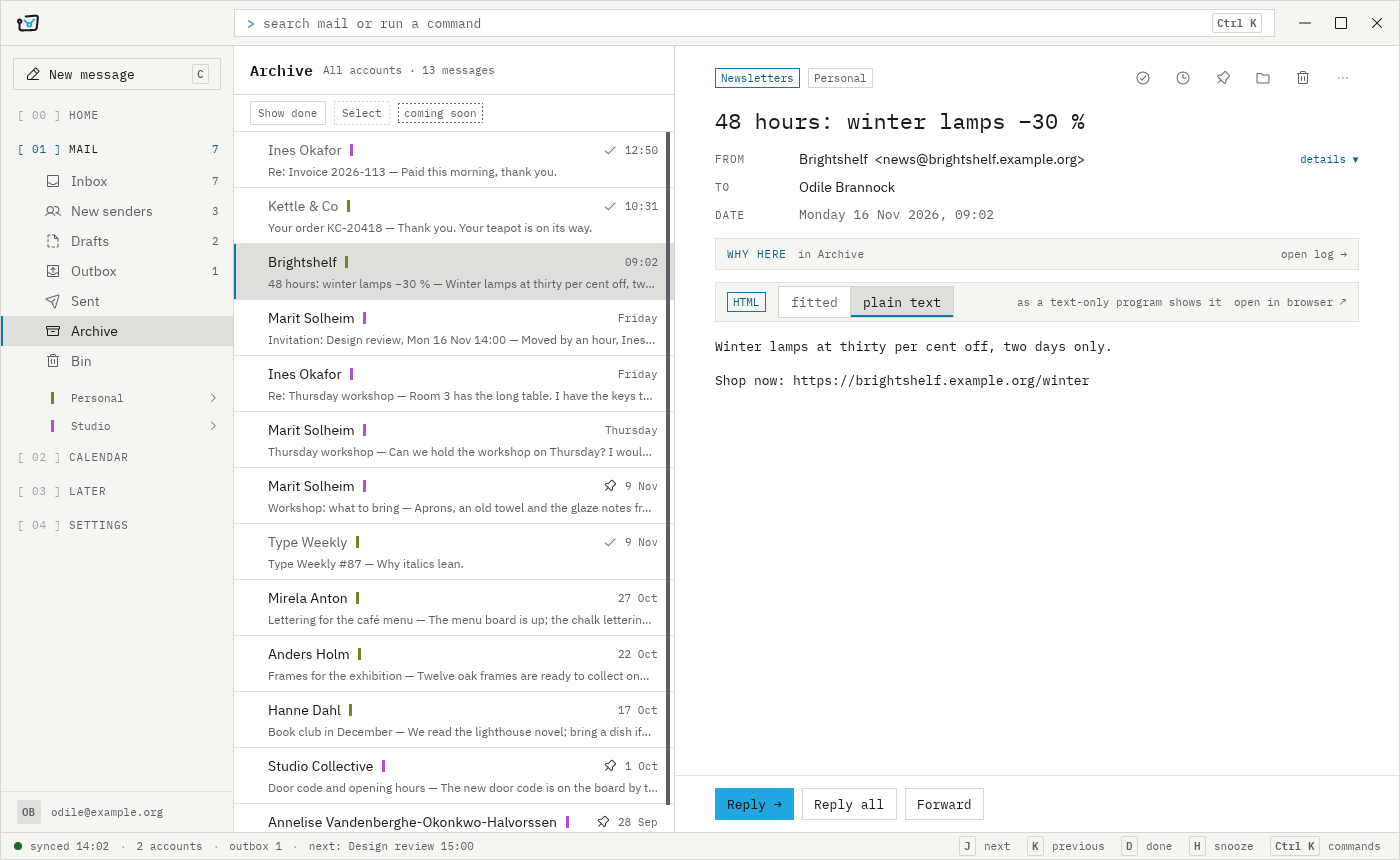 > search mail or run a command Ctrl K
New message C
[ 00 ] HOME
[ 01 ] MAIL 7
Inbox 7
New senders 3
Drafts 2
Outbox 1
Sent
Archive
Bin
Personal
Studio
[ 02 ] CALENDAR
[ 03 ] LATER
[ 04 ] SETTINGS
OB odile@example.org
Archive All accounts · 13 messages
Show done Select coming soon
Ines Okafor 12:50
Re: Invoice 2026-113 — Paid this morning, thank you.
Kettle & Co 10:31
Your order KC-20418 — Thank you. Your teapot is on its way.
Brightshelf 09:02
48 hours: winter lamps −30 % — Winter lamps at thirty per cent off, tw…
Marit Solheim Friday
Invitation: Design review, Mon 16 Nov 14:00 — Moved by an hour, Ines…
Ines Okafor Friday
Re: Thursday workshop — Room 3 has the long table. I have the keys t…
Marit Solheim Thursday
Thursday workshop — Can we hold the workshop on Thursday? I woul…
Marit Solheim 9 Nov
Workshop: what to bring — Aprons, an old towel and the glaze notes fr…
Type Weekly 9 Nov
Type Weekly #87 — Why italics lean.
Mirela Anton 27 Oct
Lettering for the café menu — The menu board is up; the chalk letterin…
Anders Holm 22 Oct
Frames for the exhibition — Twelve oak frames are ready to collect on…
Hanne Dahl 17 Oct
Book club in December — We read the lighthouse novel; bring a dish if…
Studio Collective 1 Oct
Door code and opening hours — The new door code is on the board by t…
Annelise Vandenberghe-Okonkwo-Halvorssen 28 Sep
Newsletters Personal
48 hours: winter lamps −30 %
FROM Brightshelf <news@brightshelf.example.org> details ▾
TO Odile Brannock
DATE Monday 16 Nov 2026, 09:02
WHY HERE in Archive open log →
HTML fitted plain text as a text-only program shows it open in browser ↗
Winter lamps at thirty per cent off, two days only.
Shop now: https://brightshelf.example.org/winter
Reply → Reply all Forward
synced 14:02 · 2 accounts · outbox 1 · next: Design review 15:00
J next K previous D done H snooze Ctrl K commands